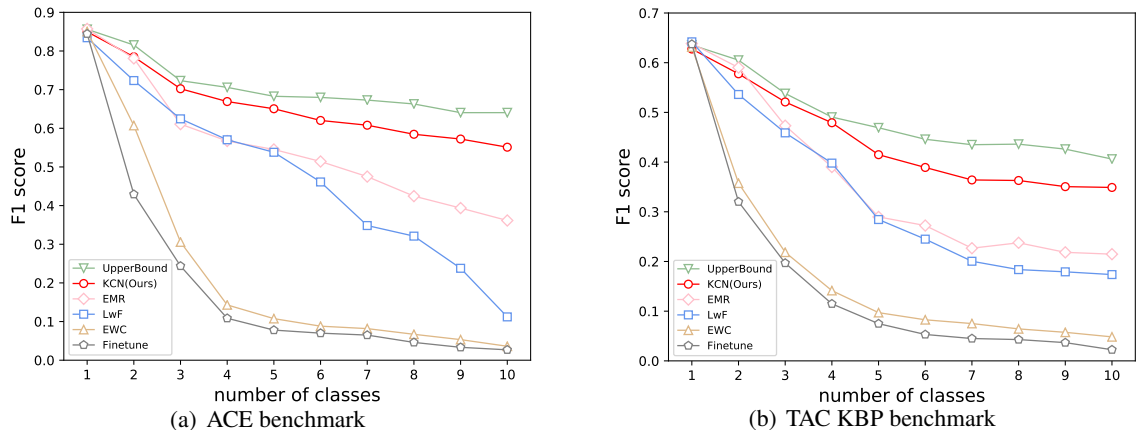 0.9
0.8
0.7
0.6
0.5
0.4
0.3
0.2
0.1
0.0
F1 score
UpperBound
KCN(Ours)
EMR
LwF
EWC
Finetune
1 2 3 4 5 6 7 8 9 10
number of classes
(a) ACE benchmark
0.7
0.6
0.5
0.4
0.3
0.2
0.1
0.0
F1 score
UpperBound
KCN(Ours)
EMR
LwF
EWC
Finetune
1 2 3 4 5 6 7 8 9 10
number of classes
(b) TAC KBP benchmark